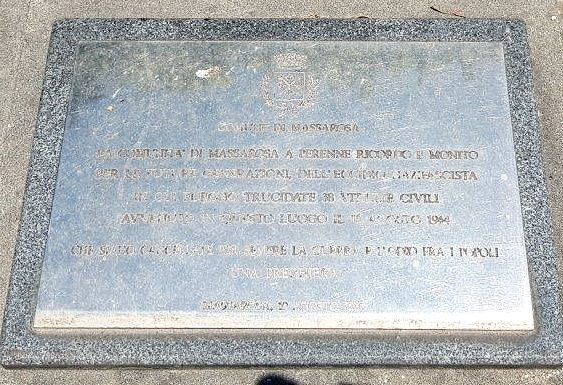 COMUNE DI MASSAROSA
LA COMUNITA' DI MASSAROSA A PERENNE RICORDO E MONITO
PER LE FUTURE GENERAZIONI, DELL'ECCIDIO NAZIFASCISTA
IN CUI FURONO TRUCIDATE 38 VITTIME CIVILI
AVVENUTO IN QUESTO LUOGO IL AGOSTO 1944
CHE SIANO CANCELLATE PER SEMPRE LA GUERRA E L'ODIO FRA I POPOLI
UNA PREGHIERA
MASSAROSA,